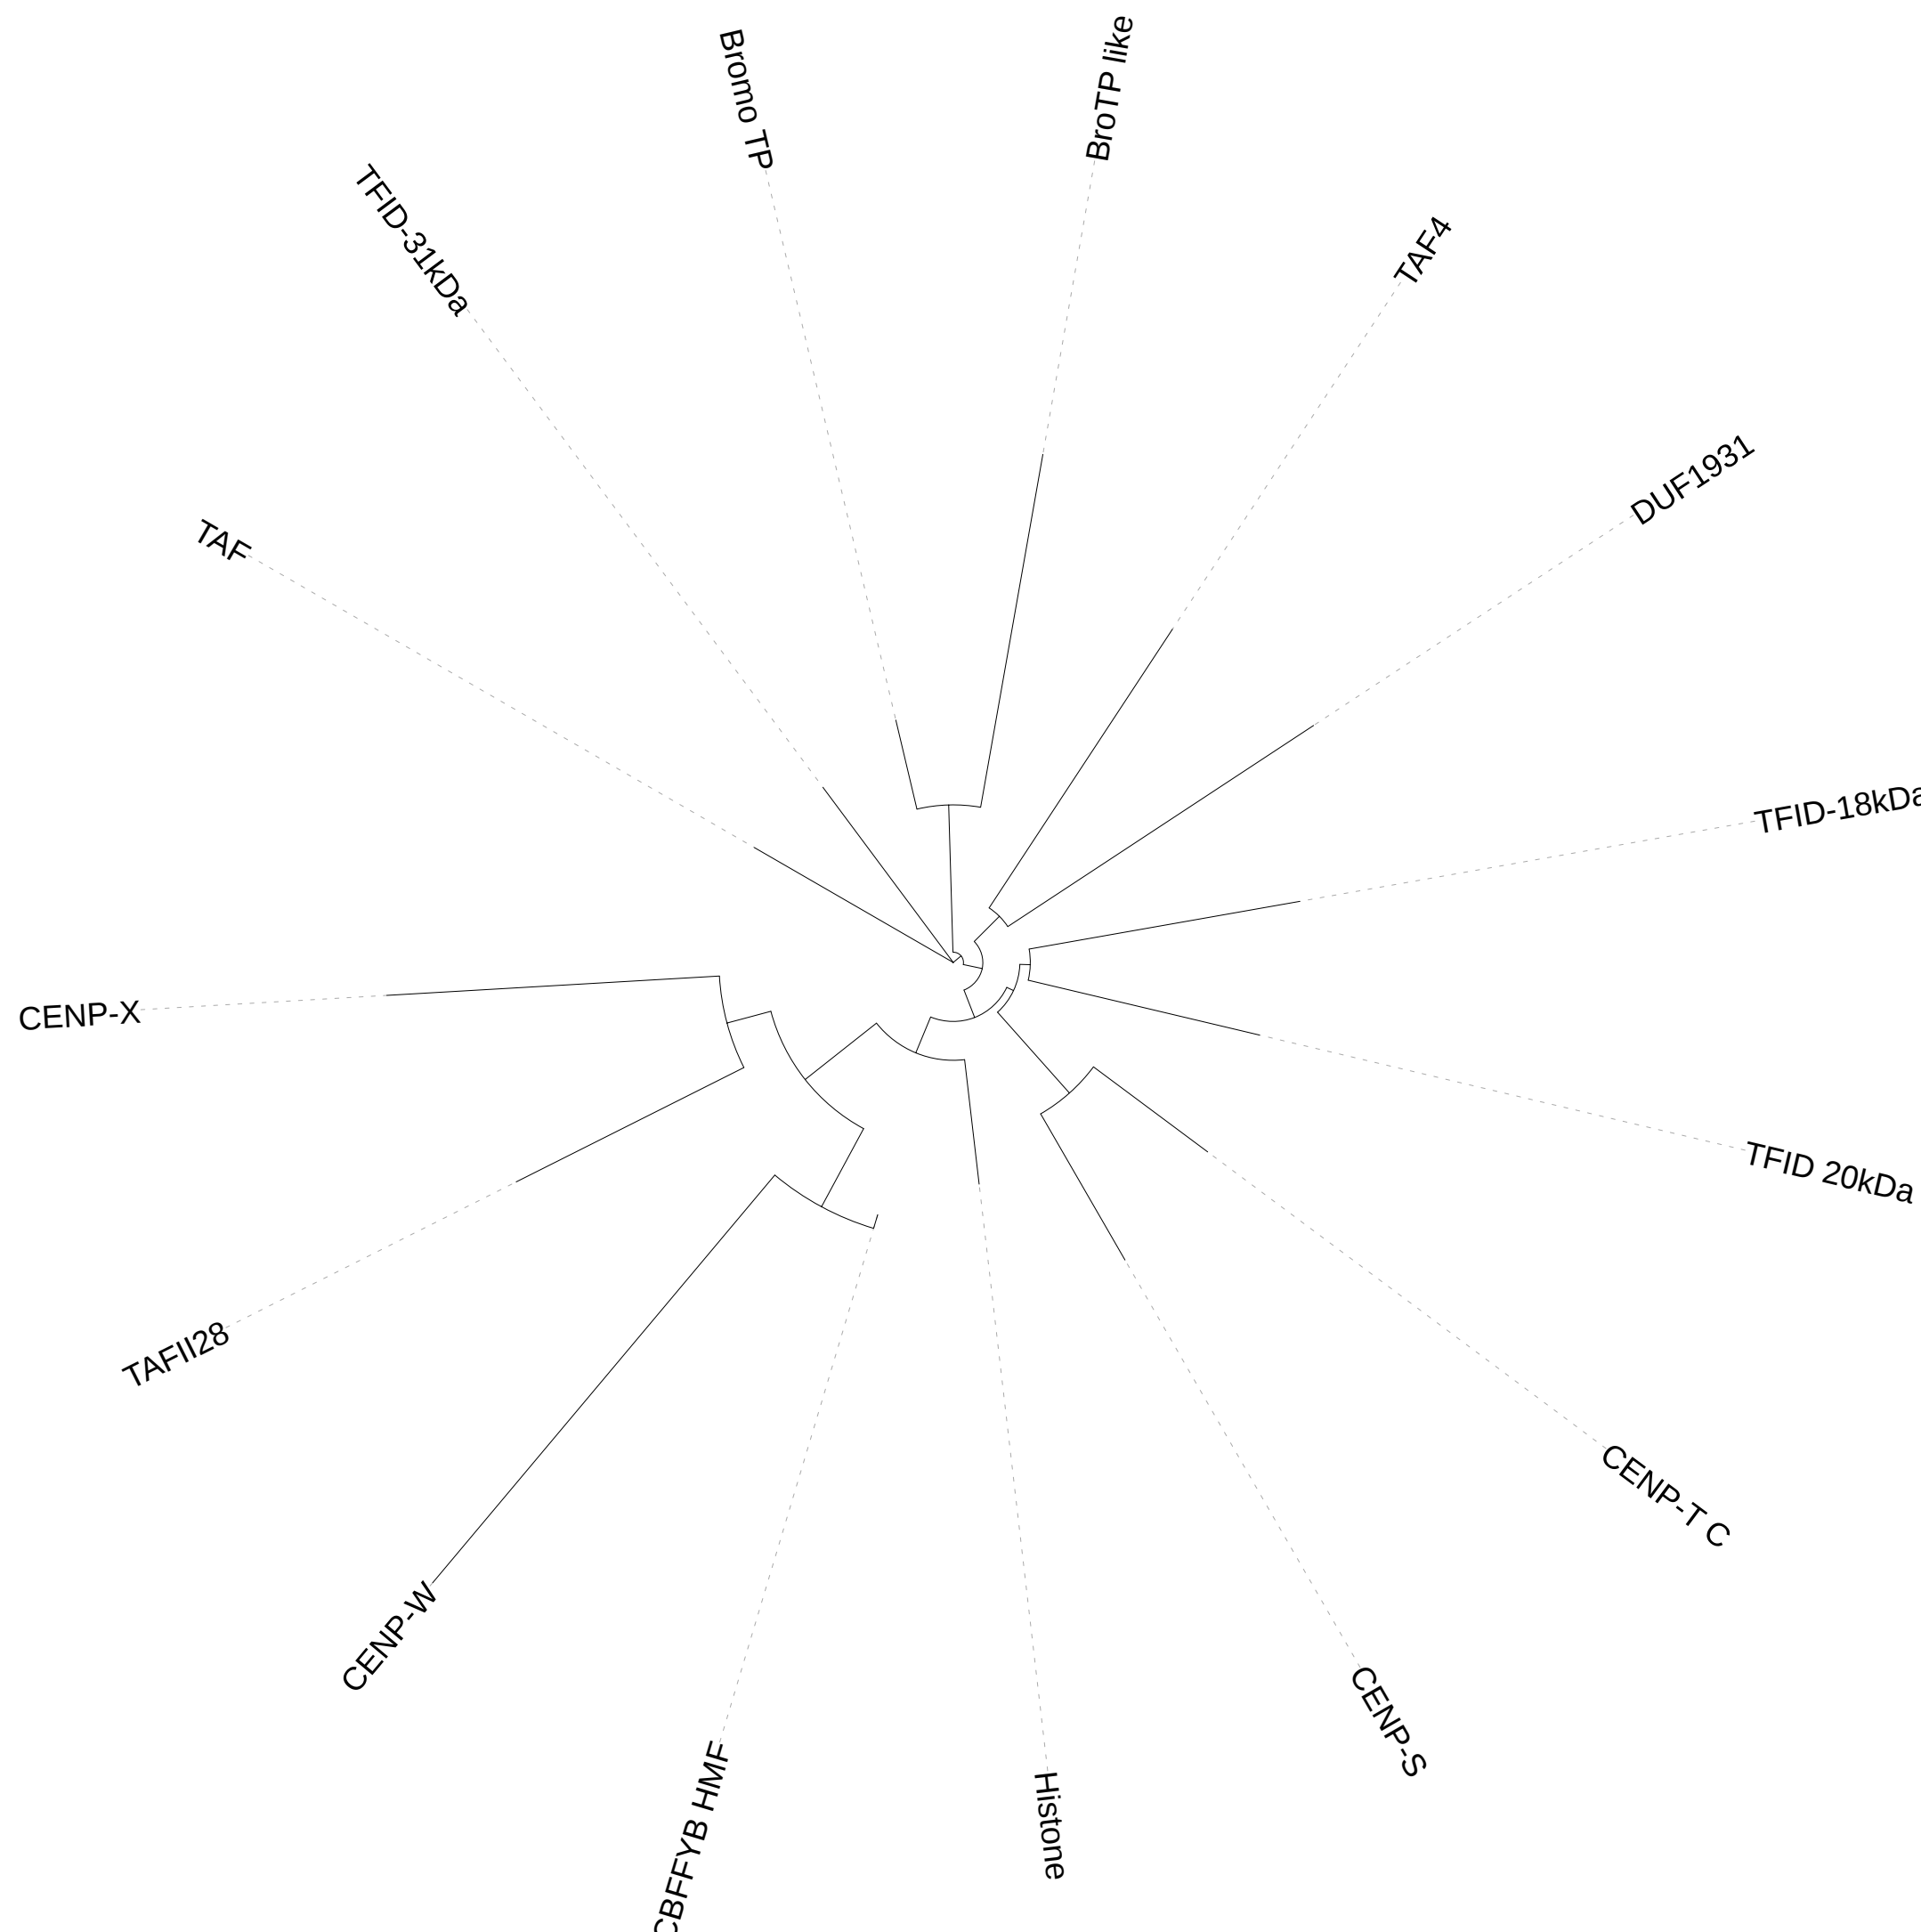 Bromo TP
BroTP like
TFID-31kDa
TAF4
DUF1931
TAF
TFID-18kDa
CENP-X
TFID 20kDa
TAFII28
CENP-T C
CENP-W
CENP-S
CBFFYB HMF
Histone